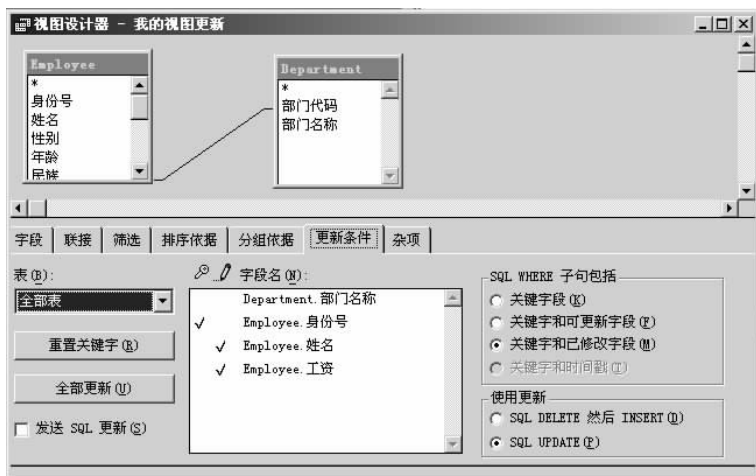 视图设计器 - 我的视图更新
Employee
*
身份号
姓名
性别
年龄
民族
Department
*
部门代码
部门名称
字段 联接 筛选 排序依据 分组依据 更新条件 杂项
表(B):
全部表
重置关键字(R)
全部更新(U)
发送 SQL 更新(S)
字段名(N):
Department.部门名称
Employee.身份号
Employee.姓名
Employee.工资
SQL WHERE 子句包括
关键字段(K)
关键字和可更新字段(F)
关键字和已修改字段(M)
关键字和时间戳(T)
使用更新
SQL DELETE 然后 INSERT(D)
SQL UPDATE(P)